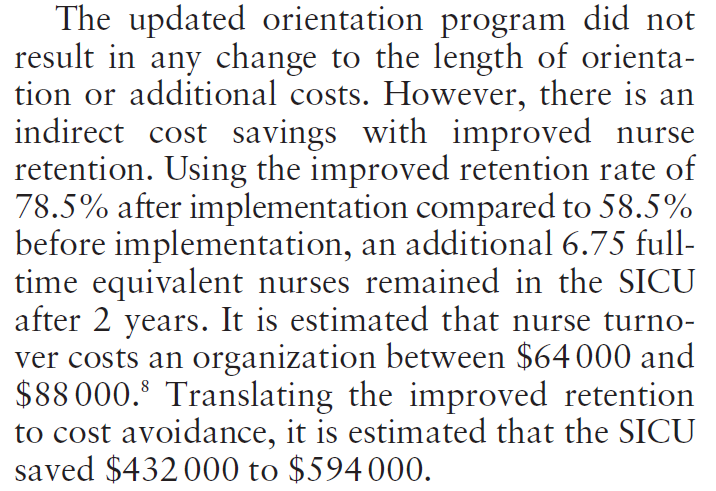 The updated orientation program did not
result in any change to the length of orienta-
tion or additional costs. However, there is an
indirect cost savings with improved nurse
retention. Using the improved retention rate of
78.5% after implementation compared to 58.5%
before implementation, an additional 6.75 full-
time equivalent nurses remained in the SICU
after 2 years. It is estimated that nurse turno-
ver costs an organization between $64 000 and
$88 000.⁸ Translating the improved retention
to cost avoidance, it is estimated that the SICU
saved $432 000 to $594 000.